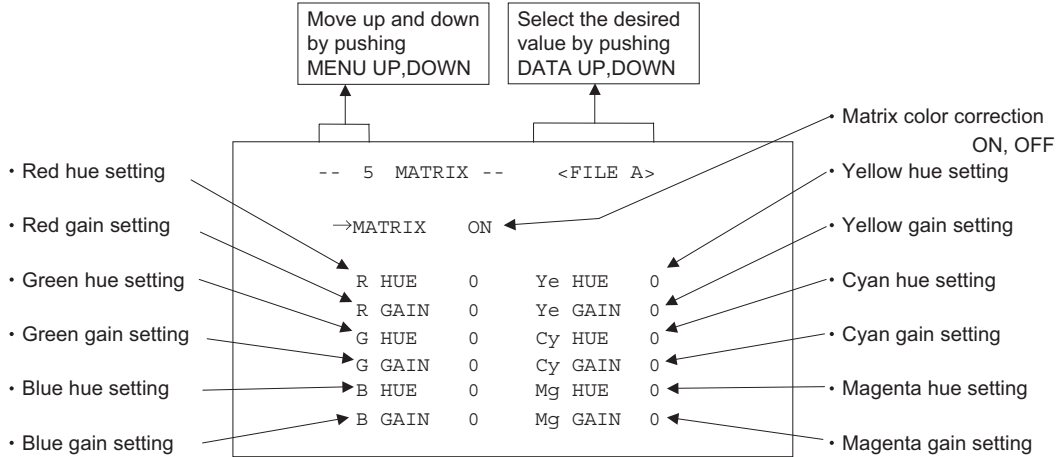 Move up and down
by pushing
MENU UP,DOWN
Select the desired
value by pushing
DATA UP,DOWN
・Matrix color correction
ON, OFF
-- 5 MATRIX -- <FILE A>
→MATRIX ON
R HUE 0 Ye HUE 0
R GAIN 0 Ye GAIN 0
G HUE 0 Cy HUE 0
G GAIN 0 Cy GAIN 0
B HUE 0 Mg HUE 0
B GAIN 0 Mg GAIN 0
・Red hue setting
・Red gain setting
・Green hue setting
・Green gain setting
・Blue hue setting
・Blue gain setting
・Yellow hue setting
・Yellow gain setting
・Cyan hue setting
・Cyan gain setting
・Magenta hue setting
・Magenta gain setting